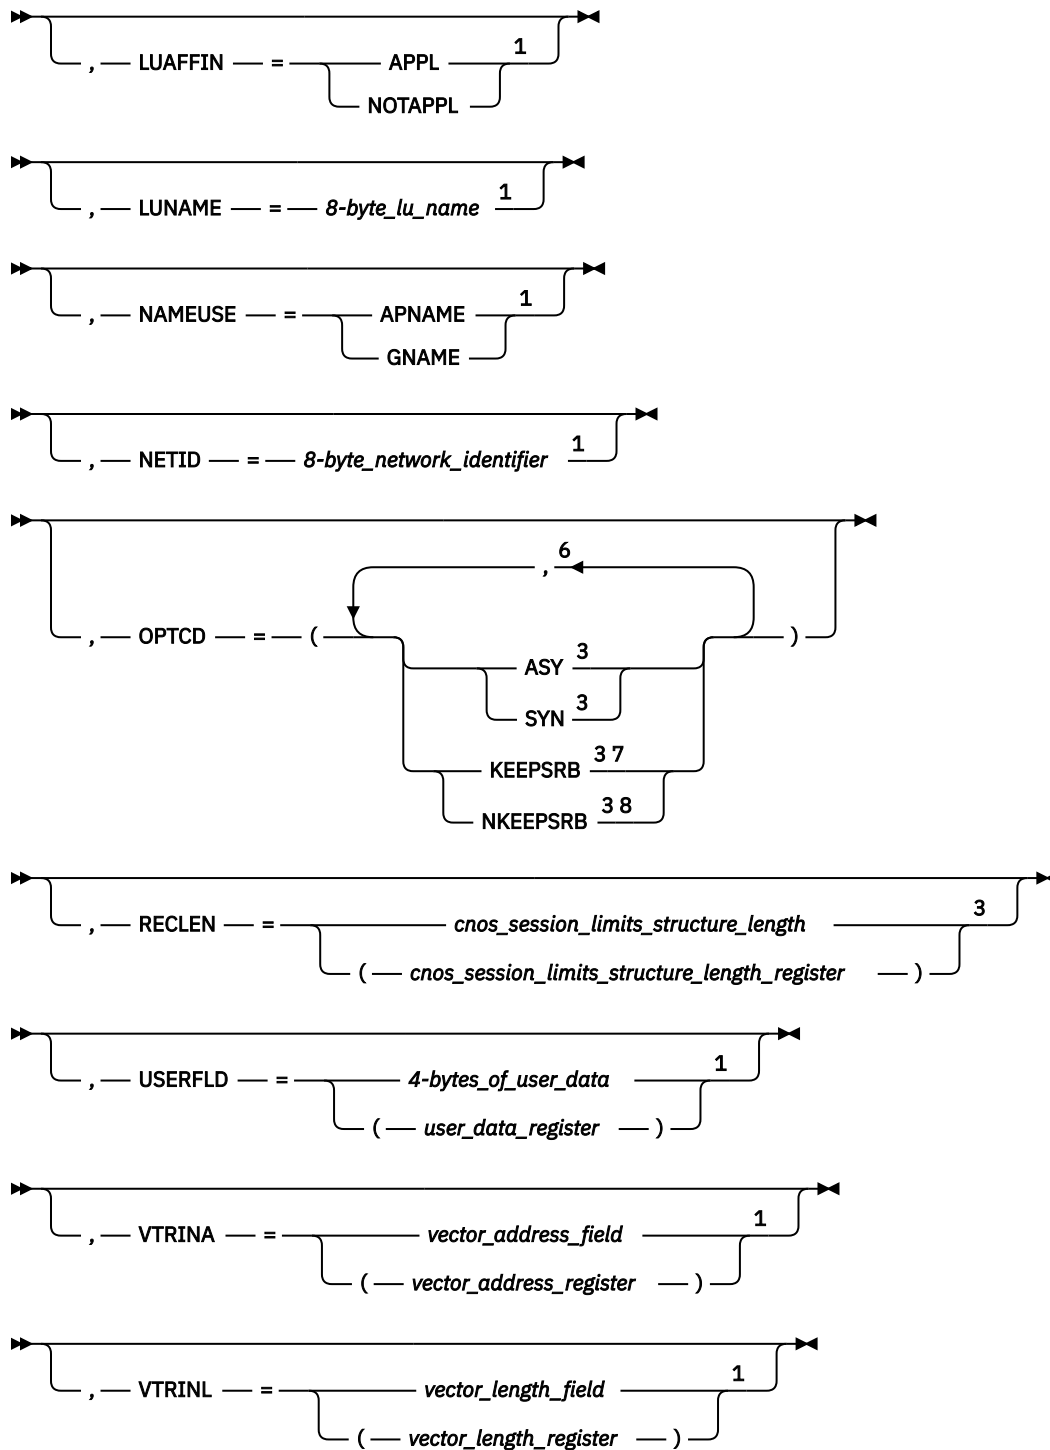 1
, LUAFFIN = APPL
NOTAPPL
1
, LUNAME = 8-byte_lu_name
1
, NAMEUSE = APNAME
GNAME
1
, NETID = 8-byte_network_identifier
6
,
, OPTCD = ( )
ASY 3
SYN 3
KEEPSRB 3 7
NKEEPSRB 3 8
3
, RECLEN = cnos_session_limits_structure_length
( cnos_session_limits_structure_length_register )
1
, USERFLD = 4-bytes_of_user_data
( user_data_register )
1
, VTRINA = vector_address_field
( vector_address_register )
1
, VTRINL = vector_length_field
( vector_length_register )